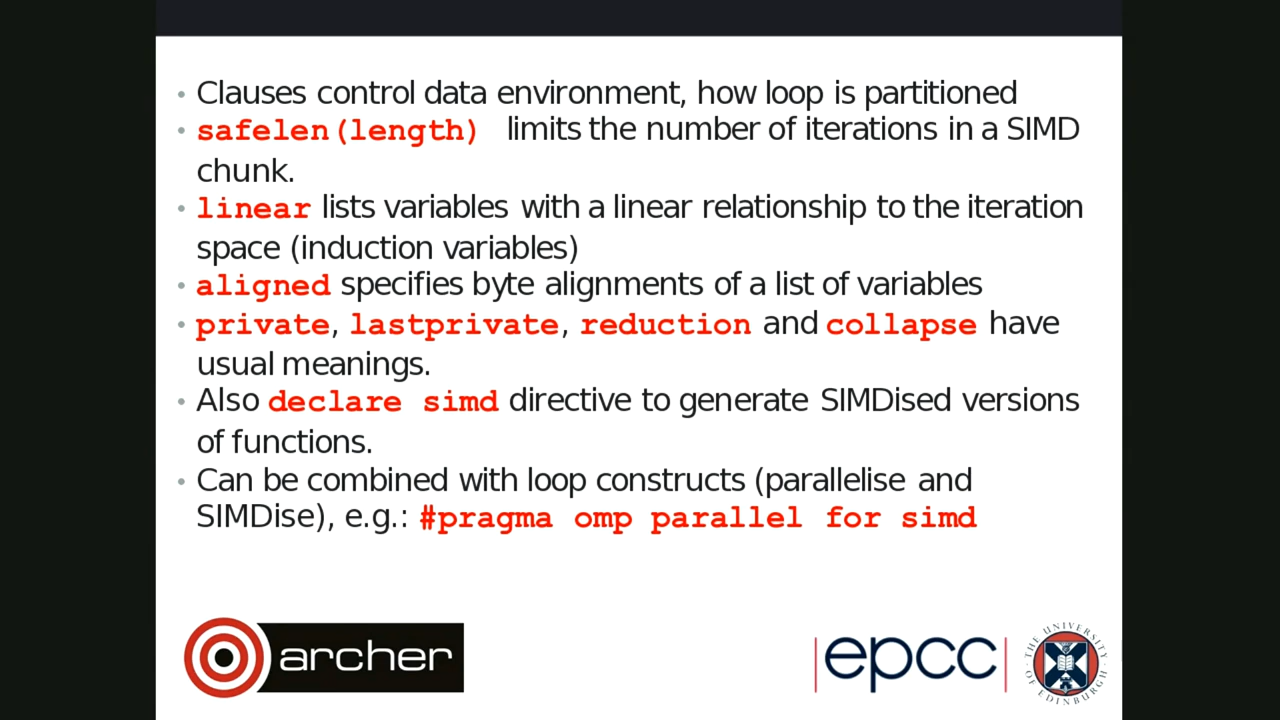 • Clauses control data environment, how loop is partitioned
• safelen(length) limits the number of iterations in a SIMD
chunk.
• linear lists variables with a linear relationship to the iteration
space (induction variables)
• aligned specifies byte alignments of a list of variables
• private, lastprivate, reduction and collapse have
usual meanings.
• Also declare simd directive to generate SIMDised versions
of functions.
• Can be combined with loop constructs (parallelise and
SIMDise), e.g.: #pragma omp parallel for simd
archer
epcc
THE UNIVERSITY
OF EDINBURGH